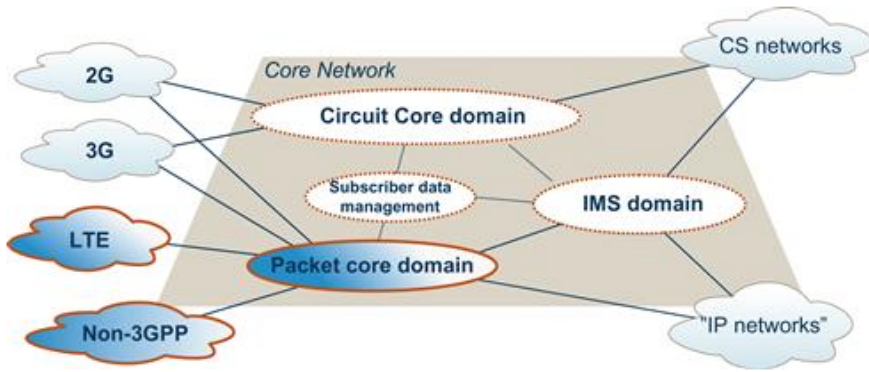 CS networks
2G
Core Network
Circuit Core domain
3G
Subscriber data
management
IMS domain
LTE
Packet core domain
Non-3GPP
"IP networks"